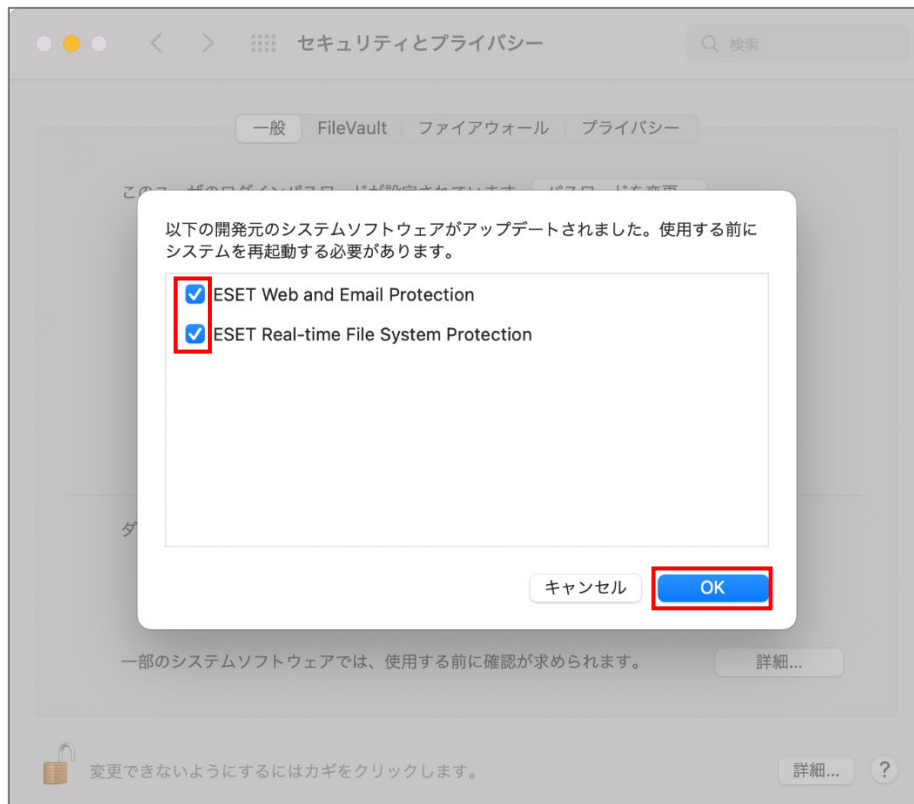 セキュリティとプライバシー
検索
一般 FileVault ファイアウォール プライバシー
以下の開発元のシステムソフトウェアがアップデートされました。使用する前に
システムを再起動する必要があります。
ESET Web and Email Protection
ESET Real-time File System Protection
キャンセル OK
一部のシステムソフトウェアでは、使用する前に確認が求められます。 詳細...
変更できないようにするにはカギをクリックします。 詳細... ?